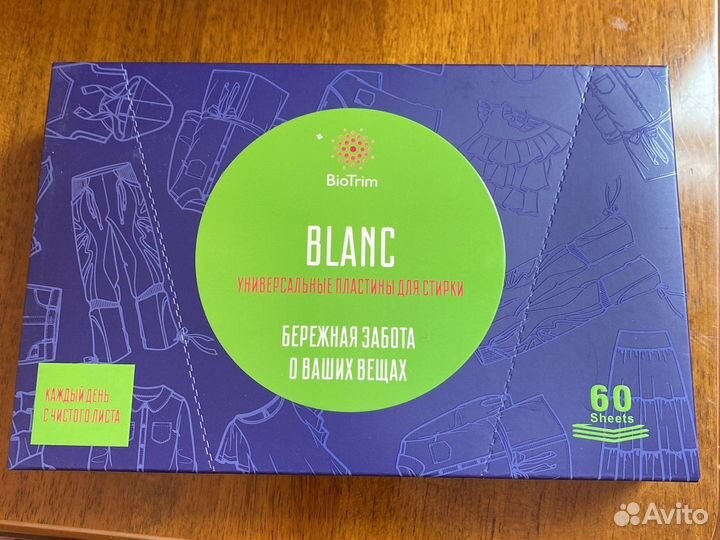 BioTrim
BLANC
УНИВЕРСАЛЬНЫЕ ПЛАСТИНЫ ДЛЯ СТИРКИ
БЕРЕЖНАЯ ЗАБОТА
О ВАШИХ ВЕЩАХ
КАЖДЫЙ ДЕНЬ
С ЧИСТОГО ЛИСТА
60
Sheets
Avito